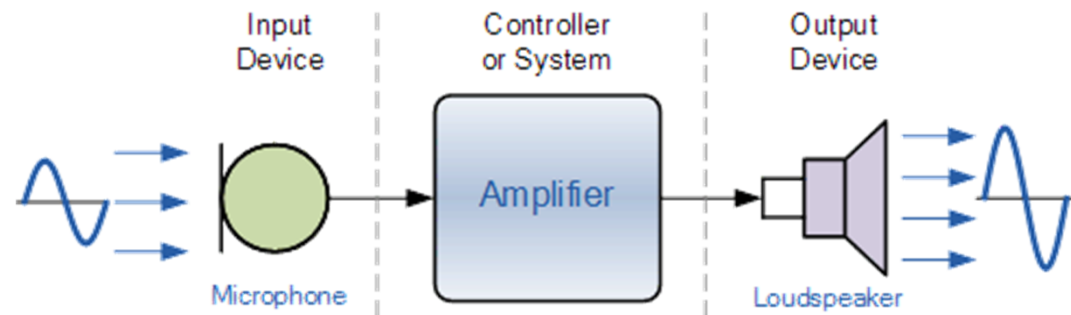 Input
Device
Controller
or System
Output
Device
Amplifier
Microphone
Loudspeaker